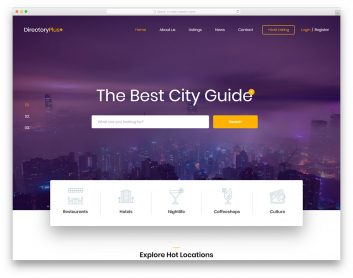 DirectoryPlus+
Home About us listings News Contact + Add Listing Login | Register
The Best City Guide
01.
02.
03.
What are you looking for?
Search
Restaurants Hotels Nightlife Coffeeshops Culture
Explore Hot Locations